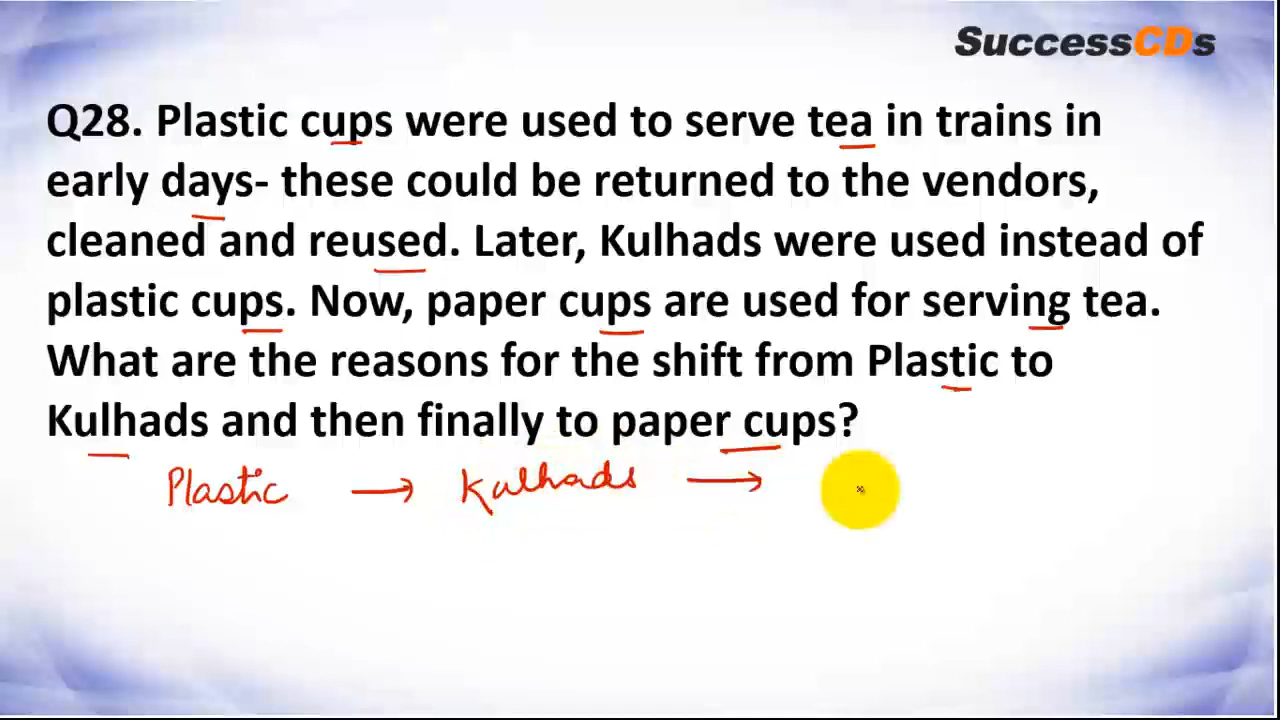 SuccessCDs
Q28. Plastic cups were used to serve tea in trains in
early days- these could be returned to the vendors,
cleaned and reused. Later, Kulhads were used instead of
plastic cups. Now, paper cups are used for serving tea.
What are the reasons for the shift from Plastic to
Kulhads and then finally to paper cups?
Plastic → Kulhads →